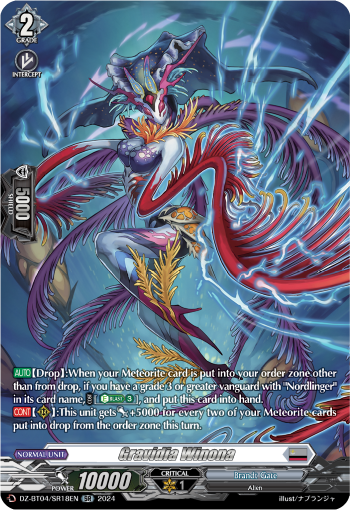 2
GRADE
INTERCEPT
5000
SHIELD
AUTO【Drop】:When your Meteorite card is put into your order zone other
than from drop, if you have a grade 3 or greater vanguard with "Nordlinger"
in its card name, COST [E-BLAST 3], and put this card into hand.
CONT【】:This unit gets +5000 for every two of your Meteorite cards
put into drop from the order zone this turn.
NORMAL UNIT
Gravidia Winona
POWER 10000
CRITICAL
1
Brandt Gate
Alien
DZ-BT04/SR18EN SR 2024
illust/ナブランジャ